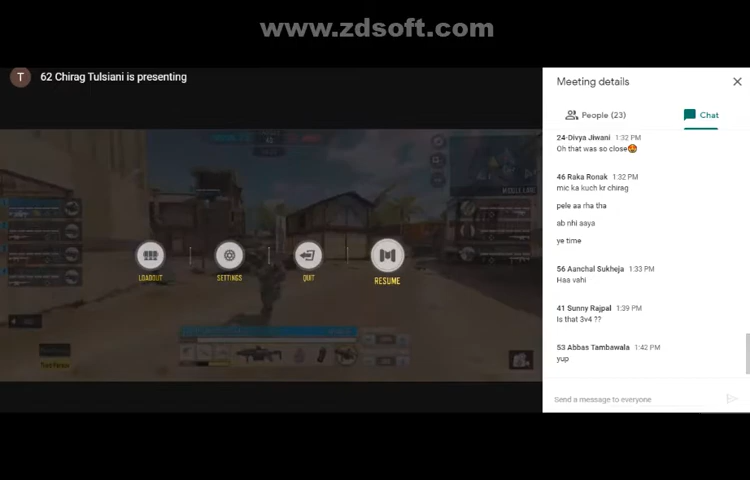 www.zdsoft.com
T
62 Chirag Tulsiani is presenting
Meeting details
People (23)
Chat
24-Divya Jiwani 1:32 PM
Oh that was so close
46 Raka Ronak 1:32 PM
mic ka kuch kr chirag
pele aa rha tha
ab nhi aaya
ye time
56 Aanchal Sukheja 1:33 PM
Haa vahi
41 Sunny Rajpal 1:39 PM
Is that 3v4 ??
53 Abbas Tambawala 1:42 PM
yup
Send a message to everyone
LOADOUT
SETTINGS
QUIT
RESUME
Third Person